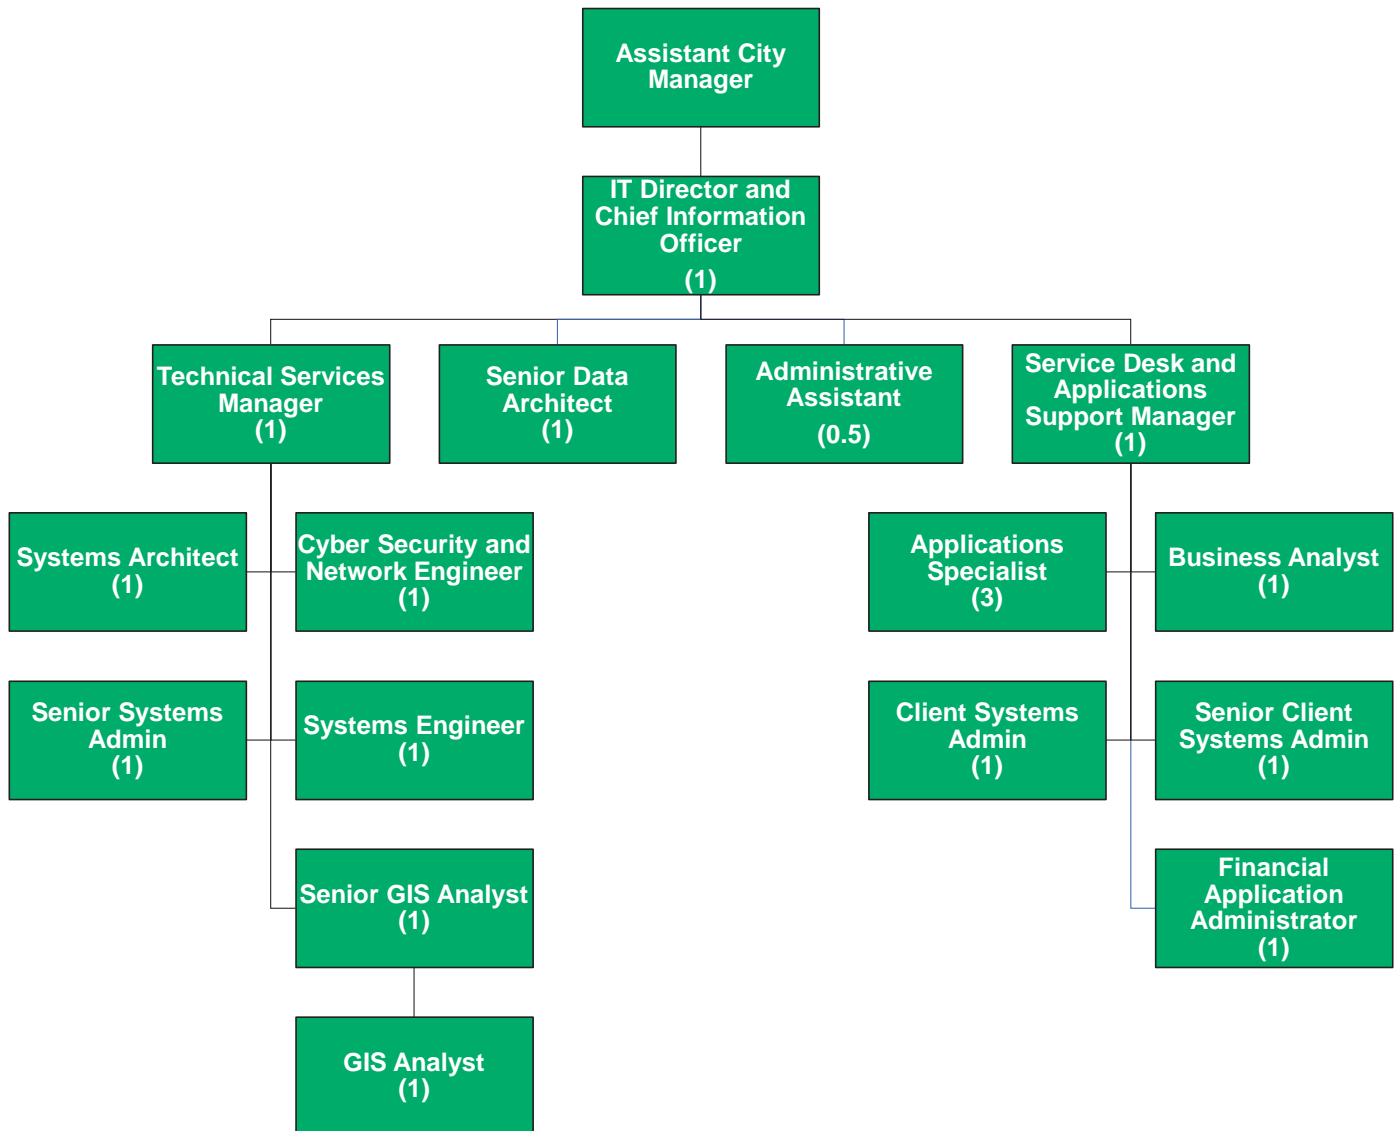 Assistant City
Manager
IT Director and
Chief Information
Officer
(1)
Technical Services
Manager
(1)
Senior Data
Architect
(1)
Administrative
Assistant
(0.5)
Service Desk and
Applications
Support Manager
(1)
Systems Architect
(1)
Cyber Security and
Network Engineer
(1)
Applications
Specialist
(3)
Business Analyst
(1)
Senior Systems
Admin
(1)
Systems Engineer
(1)
Client Systems
Admin
(1)
Senior Client
Systems Admin
(1)
Senior GIS Analyst
(1)
Financial
Application
Administrator
(1)
GIS Analyst
(1)